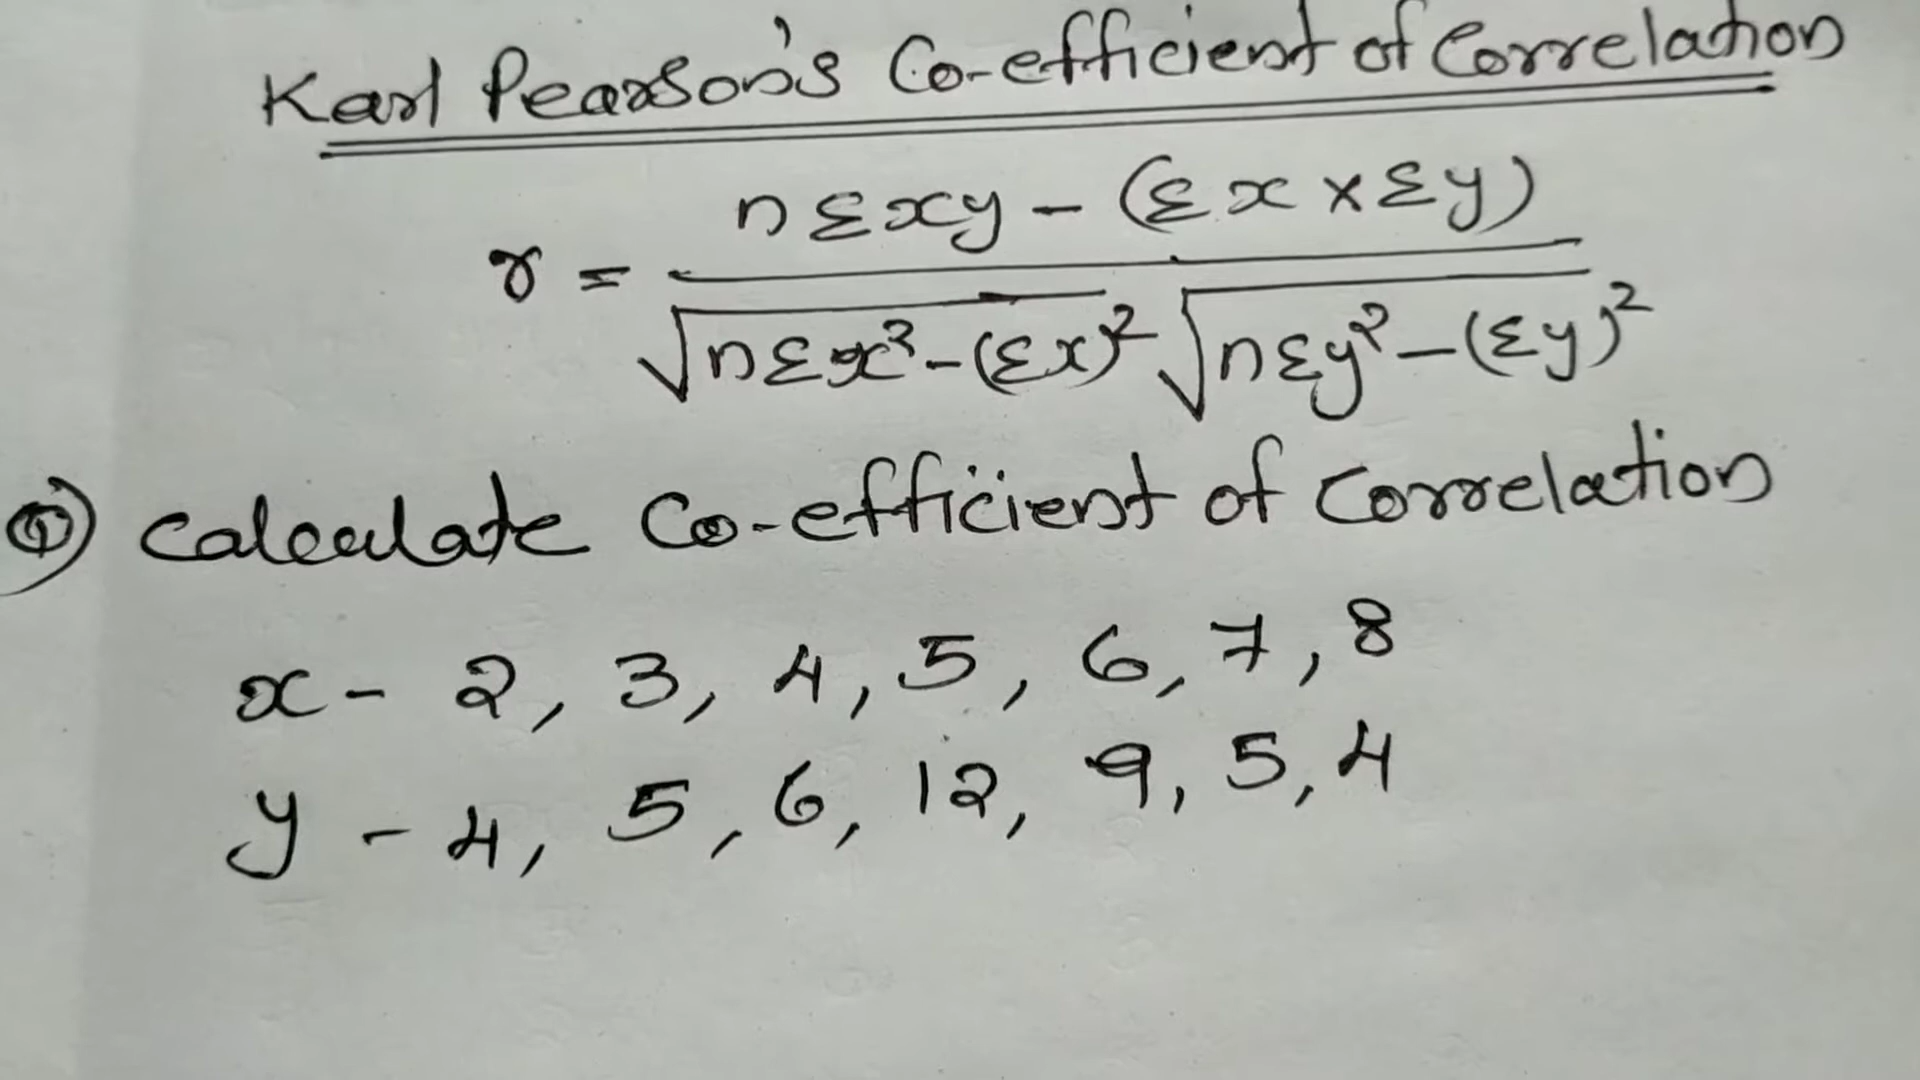 Karl Pearson's Co-efficient of Correlation
r = nΣxy - (Σx × Σy) / √nΣx² - (Σx)² √nΣy² - (Σy)²
① Calculate Co-efficient of Correlation
x - 2, 3, 4, 5, 6, 7, 8
y - 4, 5, 6, 12, 9, 5, 4